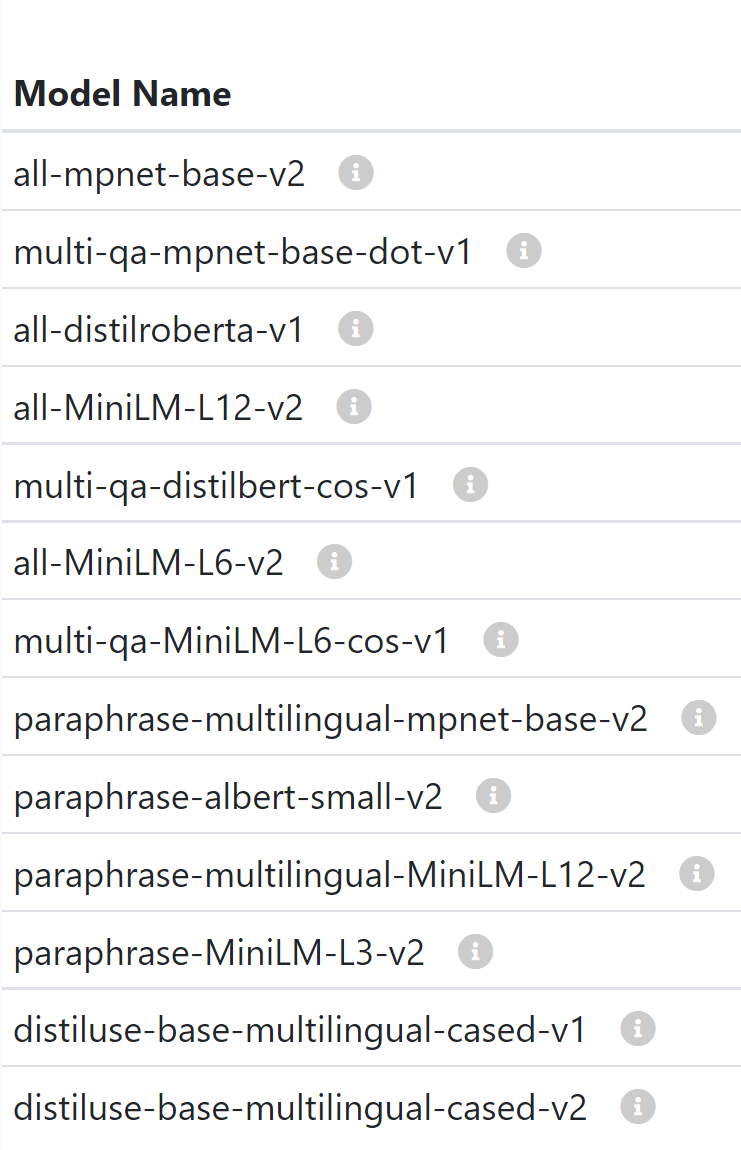 Model Name
all-mpnet-base-v2
multi-qa-mpnet-base-dot-v1
all-distilroberta-v1
all-MiniLM-L12-v2
multi-qa-distilbert-cos-v1
all-MiniLM-L6-v2
multi-qa-MiniLM-L6-cos-v1
paraphrase-multilingual-mpnet-base-v2
paraphrase-albert-small-v2
paraphrase-multilingual-MiniLM-L12-v2
paraphrase-MiniLM-L3-v2
distiluse-base-multilingual-cased-v1
distiluse-base-multilingual-cased-v2